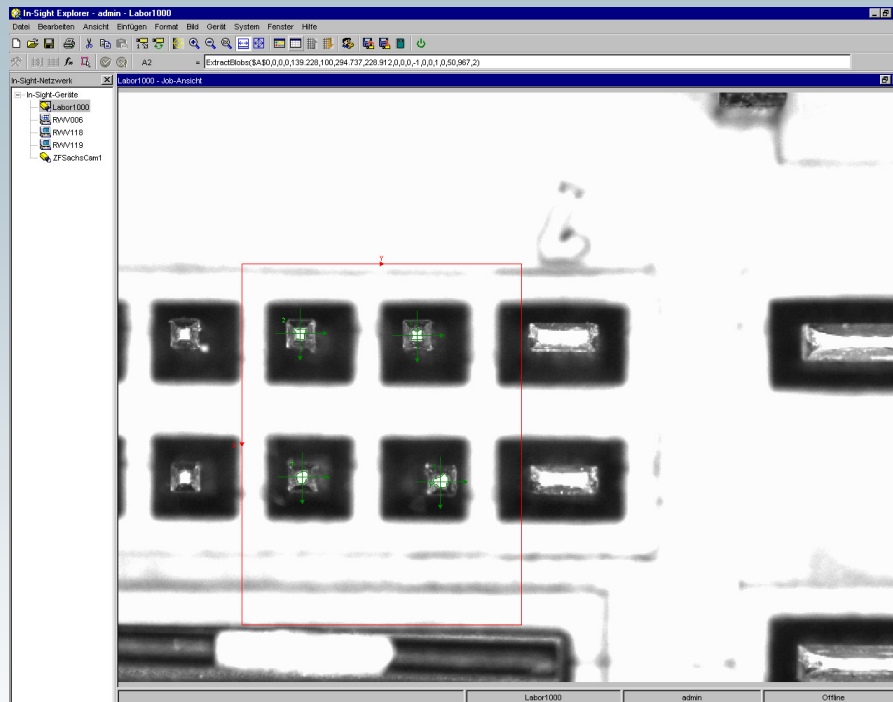 In-Sight Explorer - admin - Labor1000
Datei Bearbeiten Ansicht Einfügen Format Bild Gerät System Fenster Hilfe
A2 = ExtractBlobs($A$0,0,0,0,139.228,100,294.737,228.912,0,0,0,-1,0,0,1,0,50,967,2)
In-Sight-Netzwerk
Labor1000 - Job-Ansicht
In-Sight-Geräte
Labor1000
RWV006
RWV118
RWV119
ZFSachsCam1
Y
2
Labor1000 admin Offline